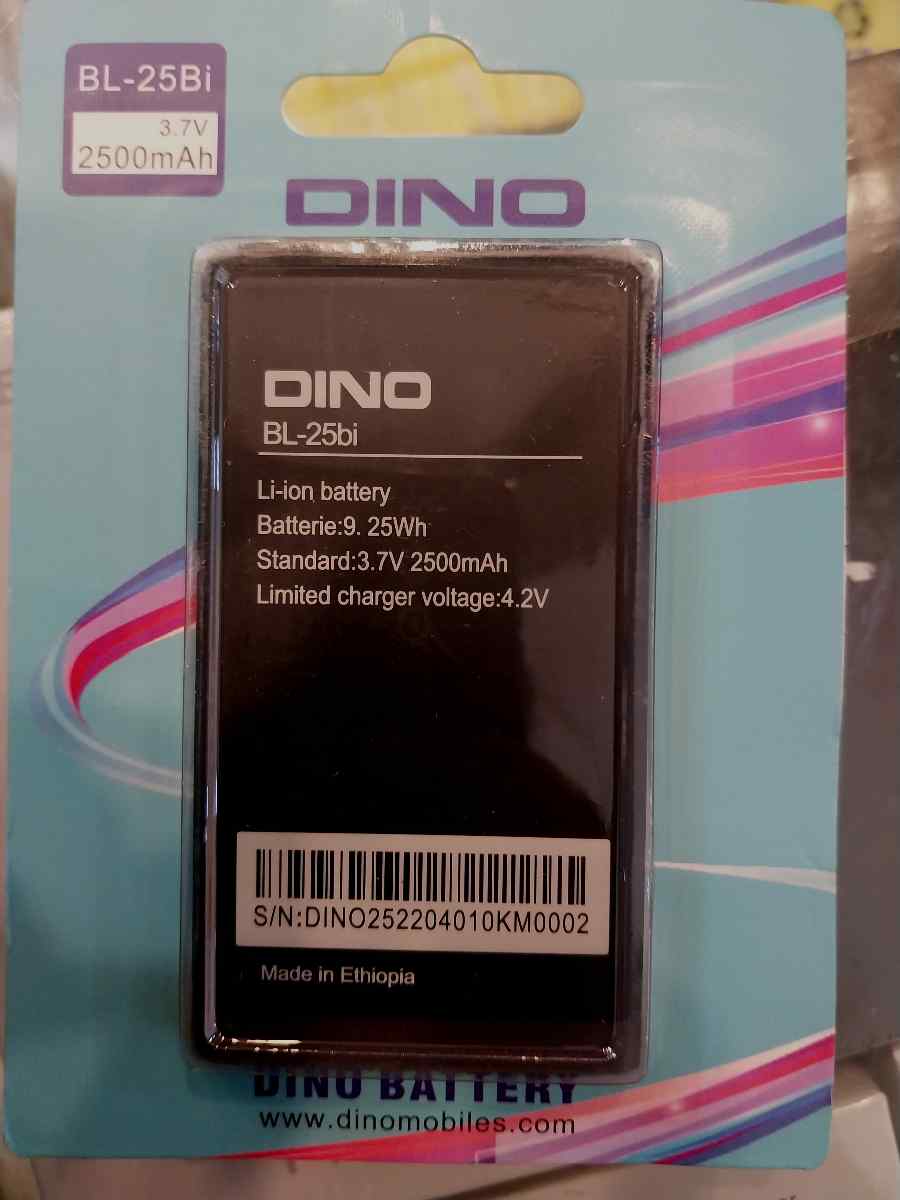 BL-25Bi
3.7V
2500mAh
DINO
DINO
BL-25bi
Li-ion battery
Batterie:9. 25Wh
Standard:3.7V 2500mAh
Limited charger voltage:4.2V
S/N:DINO252204010KM0002
Made in Ethiopia
DINO BATTERY
www.dinomobiles.com